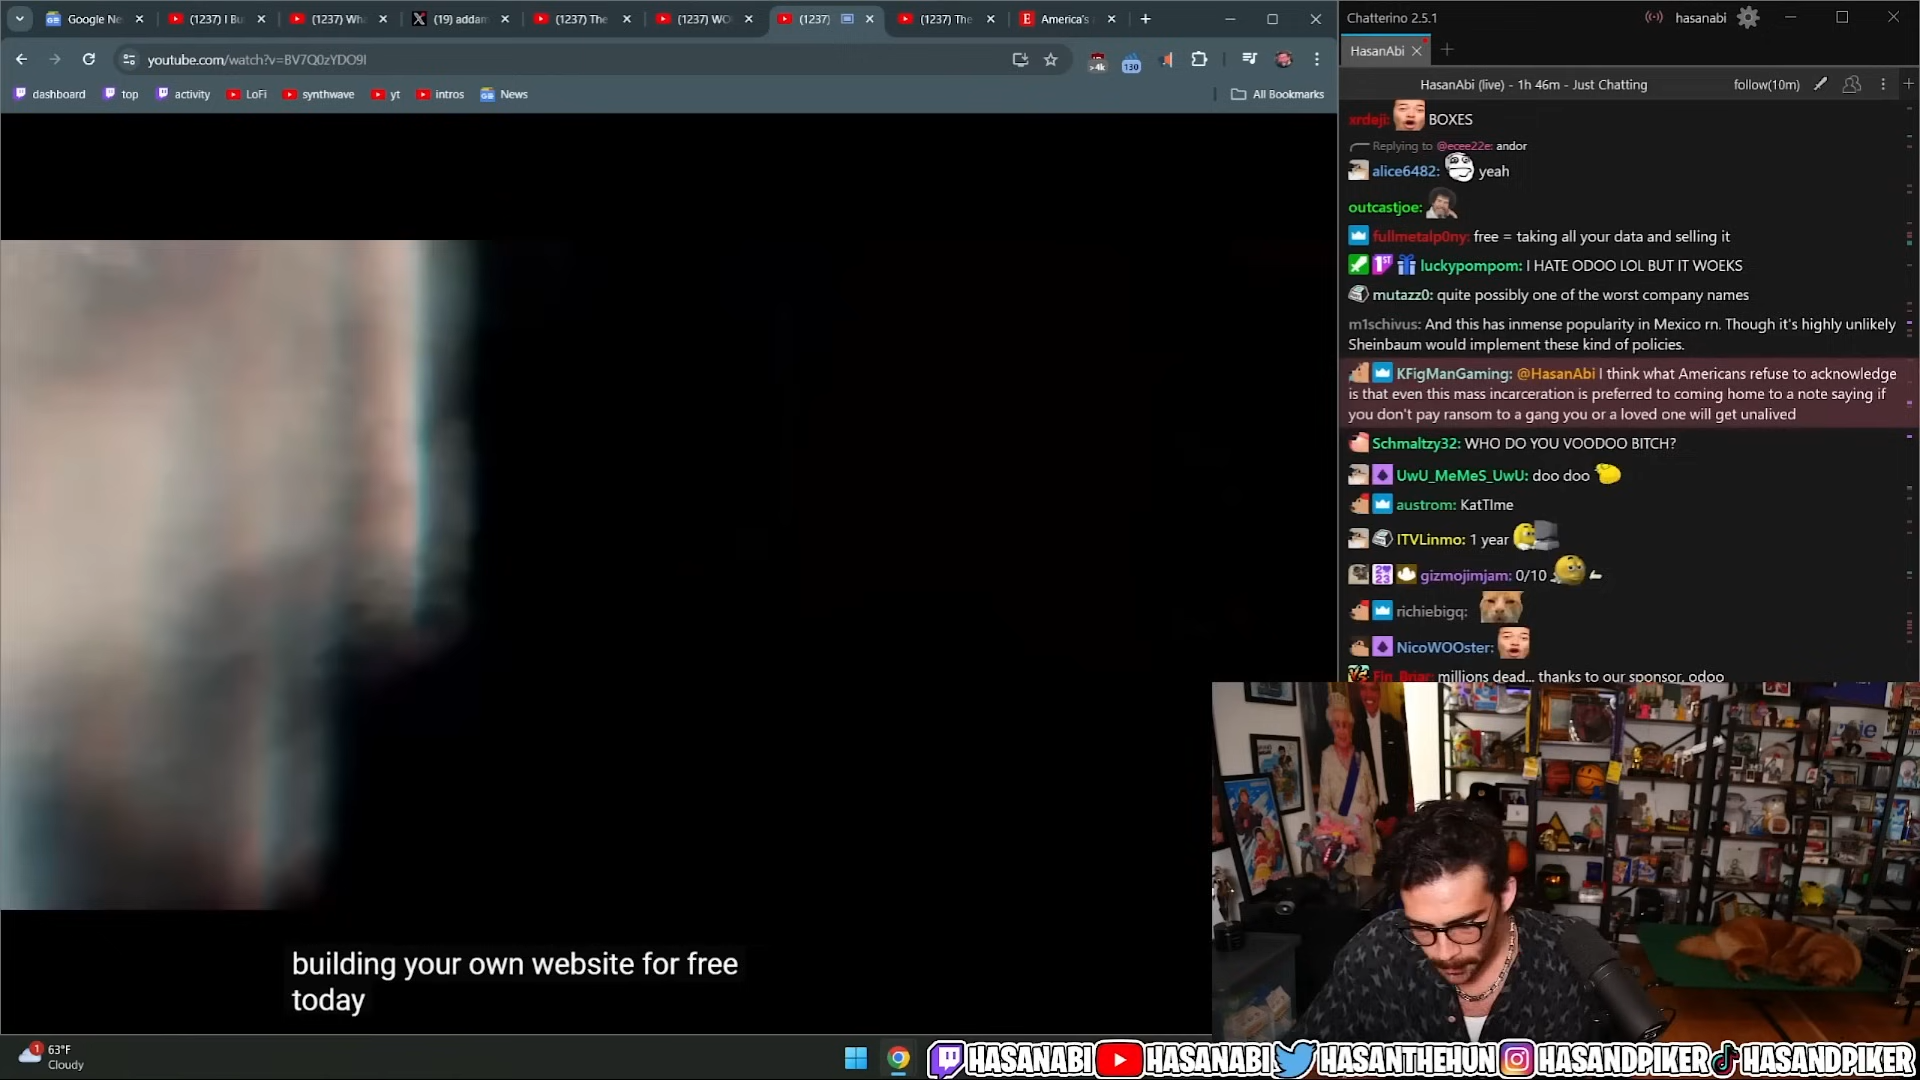 Google Ne
(1237) I Bu
(1237) Wha
(19) addam
(1237) The
(1237) WO
(1237)
(1237) The
America's
Chatterino 2.5.1
hasanabi
youtube.com/watch?v=BV7Q0zYDO9I
>4k
130
HasanAbi
dashboard
top
activity
LoFi
synthwave
yt
intros
News
All Bookmarks
HasanAbi (live) - 1h 46m - Just Chatting
follow(10m)
xrdeji: BOXES
Replying to @ecee22e: andor
alice6482: yeah
outcastjoe:
fullmetalp0ny: free = taking all your data and selling it
1ST luckypompom: I HATE ODOO LOL BUT IT WOEKS
mutazz0: quite possibly one of the worst company names
m1schivus: And this has inmense popularity in Mexico rn. Though it's highly unlikely
Sheinbaum would implement these kind of policies.
KFigManGaming: @HasanAbi I think what Americans refuse to acknowledge
is that even this mass incarceration is preferred to coming home to a note saying if
you don't pay ransom to a gang you or a loved one will get unalived
Schmaltzy32: WHO DO YOU VOODOO BITCH?
UwU_MeMeS_UwU: doo doo
austrom: KatTIme
ITVLinmo: 1 year
gizmojimjam: 0/10
richiebigq:
NicoWOOster:
Fin_Briar: millions dead... thanks to our sponsor, odoo
building your own website for free
today
1
63°F
Cloudy
HASANABI
HASANABI
HASANTHEHUN
HASANDPIKER
HASANDPIKER